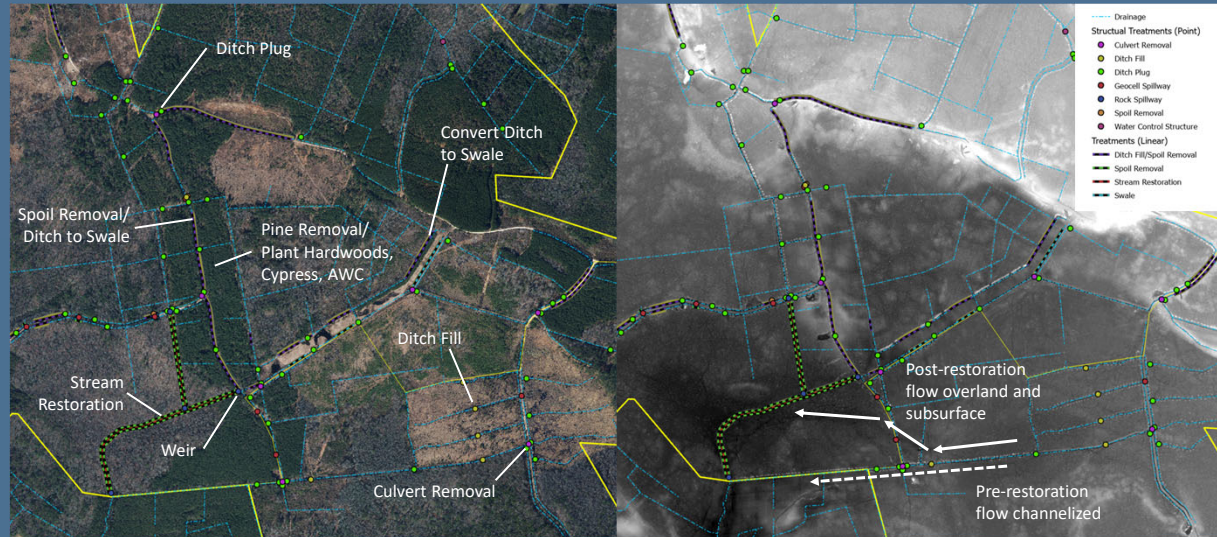 Ditch Plug
Convert Ditch
to Swale
Spoil Removal/
Ditch to Swale
Pine Removal/
Plant Hardwoods,
Cypress, AWC
Ditch Fill
Stream
Restoration
Weir
Culvert Removal
Drainage
Structual Treatments (Point)
Culvert Removal
Ditch Fill
Ditch Plug
Geocell Spillway
Rock Spillway
Spoil Removal
Water Control Structure
Treatments (Linear)
Ditch Fill/Spoil Removal
Spoil Removal
Stream Restoration
Swale
Post-restoration
flow overland and
subsurface
Pre-restoration
flow channelized